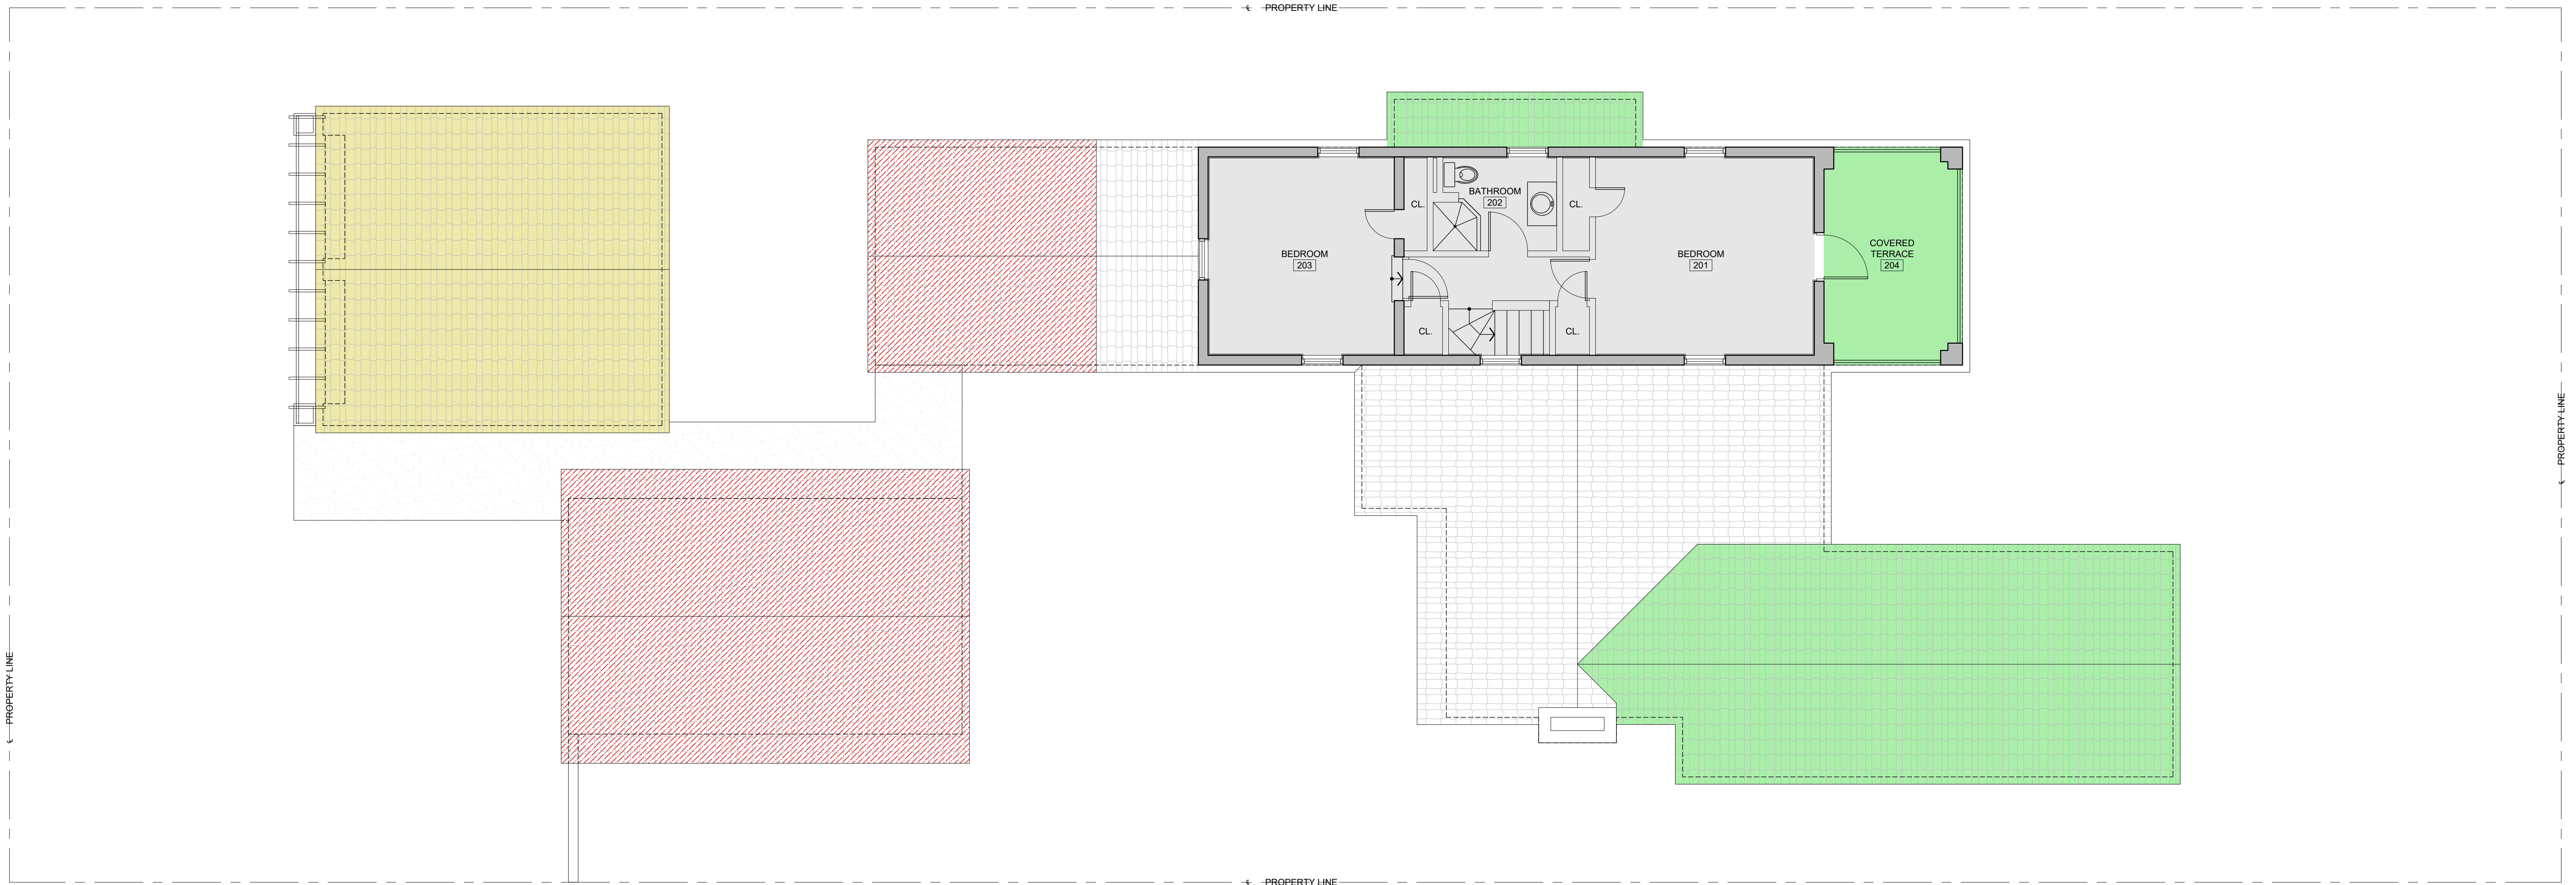 ℄ PROPERTY LINE
BATHROOM
202
CL.
CL.
BEDROOM
203
BEDROOM
201
COVERED
TERRACE
204
CL.
CL.
℄ PROPERTY LINE
℄ PROPERTY LINE
℄ PROPERTY LINE